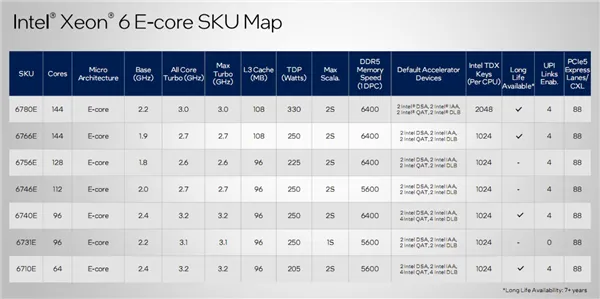 Intel® Xeon® 6 E-core SKU Map
SKU Cores Micro Architecture Base (GHz) All Core Turbo (GHz) Max Turbo (GHz) L3 Cache (MB) TDP (Watts) Max Scala. DDR5 Memory Speed (1 DPC) Default Accelerator Devices Intel TDX Keys (Per CPU) Long Life Available* UPI Links Enab. PCIe5 Express Lanes/ CXL
6780E 144 E-core 2.2 3.0 3.0 108 330 2S 6400 2 Intel® DSA, 2 Intel® IAA, 2 Intel® QAT, 2 Intel® DLB 2048 ✓ 4 88
6766E 144 E-core 1.9 2.7 2.7 108 250 2S 6400 2 Intel DSA, 2 Intel IAA, 2 Intel QAT, 2 Intel DLB 1024 ✓ 4 88
6756E 128 E-core 1.8 2.6 2.6 96 225 2S 6400 2 Intel DSA, 2 Intel IAA, 2 Intel QAT, 2 Intel DLB 1024 - 4 88
6746E 112 E-core 2.0 2.7 2.7 96 250 2S 5600 2 Intel DSA, 2 Intel IAA, 2 Intel QAT, 2 Intel DLB 1024 - 4 88
6740E 96 E-core 2.4 3.2 3.2 96 250 2S 6400 2 Intel DSA, 2 Intel IAA, 4 Intel QAT, 4 Intel DLB 1024 ✓ 4 88
6731E 96 E-core 2.2 3.1 3.1 96 250 1S 5600 2 Intel DSA, 2 Intel IAA, 2 Intel QAT, 2 Intel DLB 1024 - 0 88
6710E 64 E-core 2.4 3.2 3.2 96 205 2S 5600 2 Intel DSA, 2 Intel IAA, 4 Intel QAT, 4 Intel DLB 1024 ✓ 4 88
*Long Life Availability: 7+ years